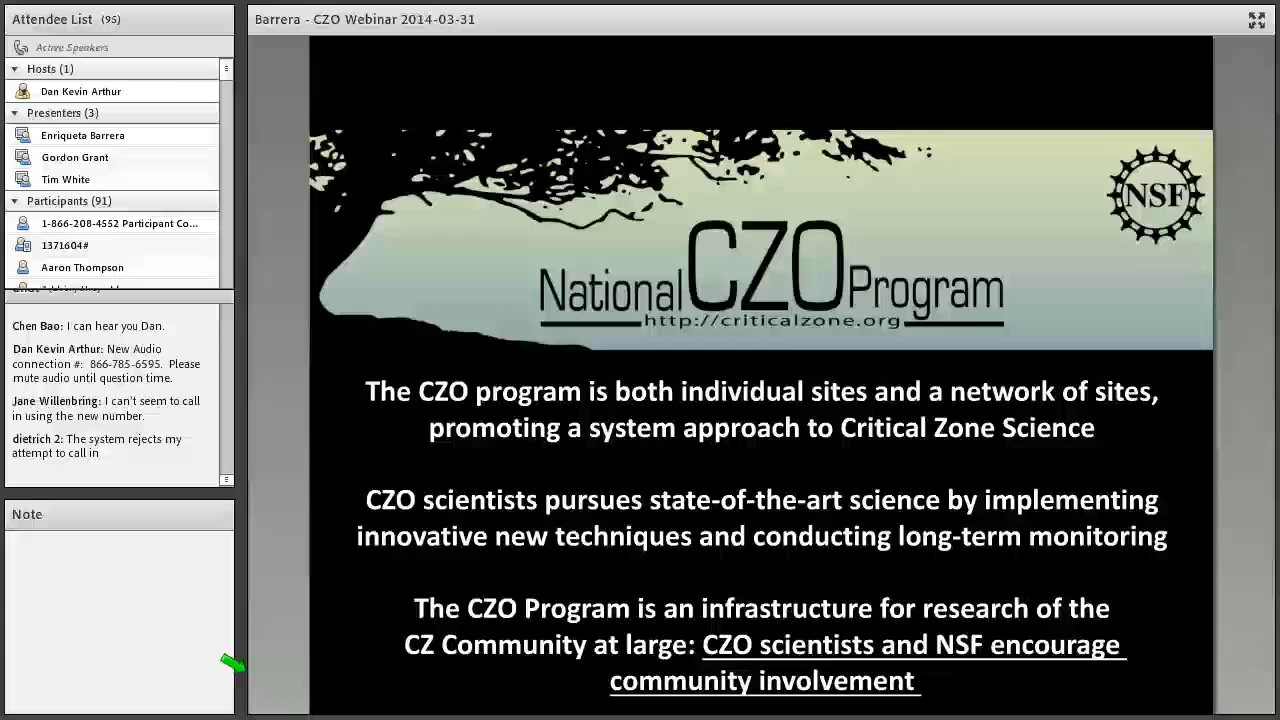 Attendee List (95)
Active Speakers
Hosts (1)
Dan Kevin Arthur
Presenters (3)
Enriqueta Barrera
Gordon Grant
Tim White
Participants (91)
1-866-208-4552 Participant Co...
1371604#
Aaron Thompson
Chen Bao: I can hear you Dan.
Dan Kevin Arthur: New Audio
connection #: 866-785-6595. Please
mute audio until question time.
Jane Willenbring: I can't seem to call
in using the new number.
dietrich 2: The system rejects my
attempt to call in
Note
Barrera - CZO Webinar 2014-03-31
NSF
National CZO Program
http://criticalzone.org
The CZO program is both individual sites and a network of sites,
promoting a system approach to Critical Zone Science
CZO scientists pursues state-of-the-art science by implementing
innovative new techniques and conducting long-term monitoring
The CZO Program is an infrastructure for research of the
CZ Community at large: CZO scientists and NSF encourage
community involvement